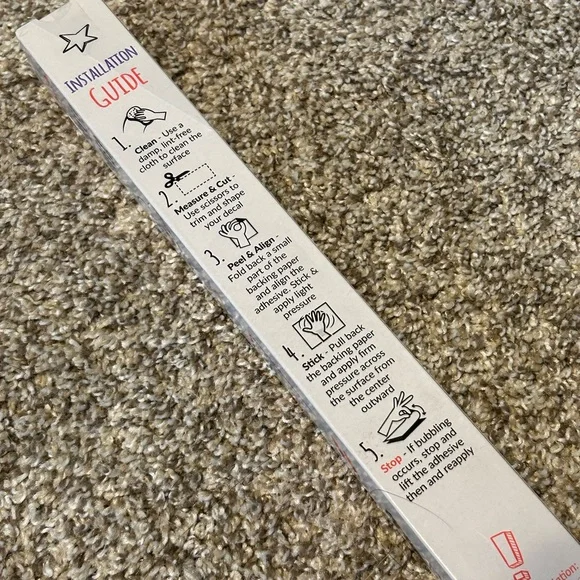 INSTALLATION
GUIDE
1. Clean - Use a
damp, lint-free
cloth to clean the
surface
2. Measure & Cut -
Use scissors to
trim and shape
your decal
3. Peel & Align -
Fold back a small
part of the
backing paper
and align the
adhesive. Stick &
apply light
pressure
4. Stick - Pull back
the backing paper
and apply firm
pressure across
the surface from
the center
outward
5. Stop - If bubbling
occurs, stop and
lift the adhesive
then and reapply